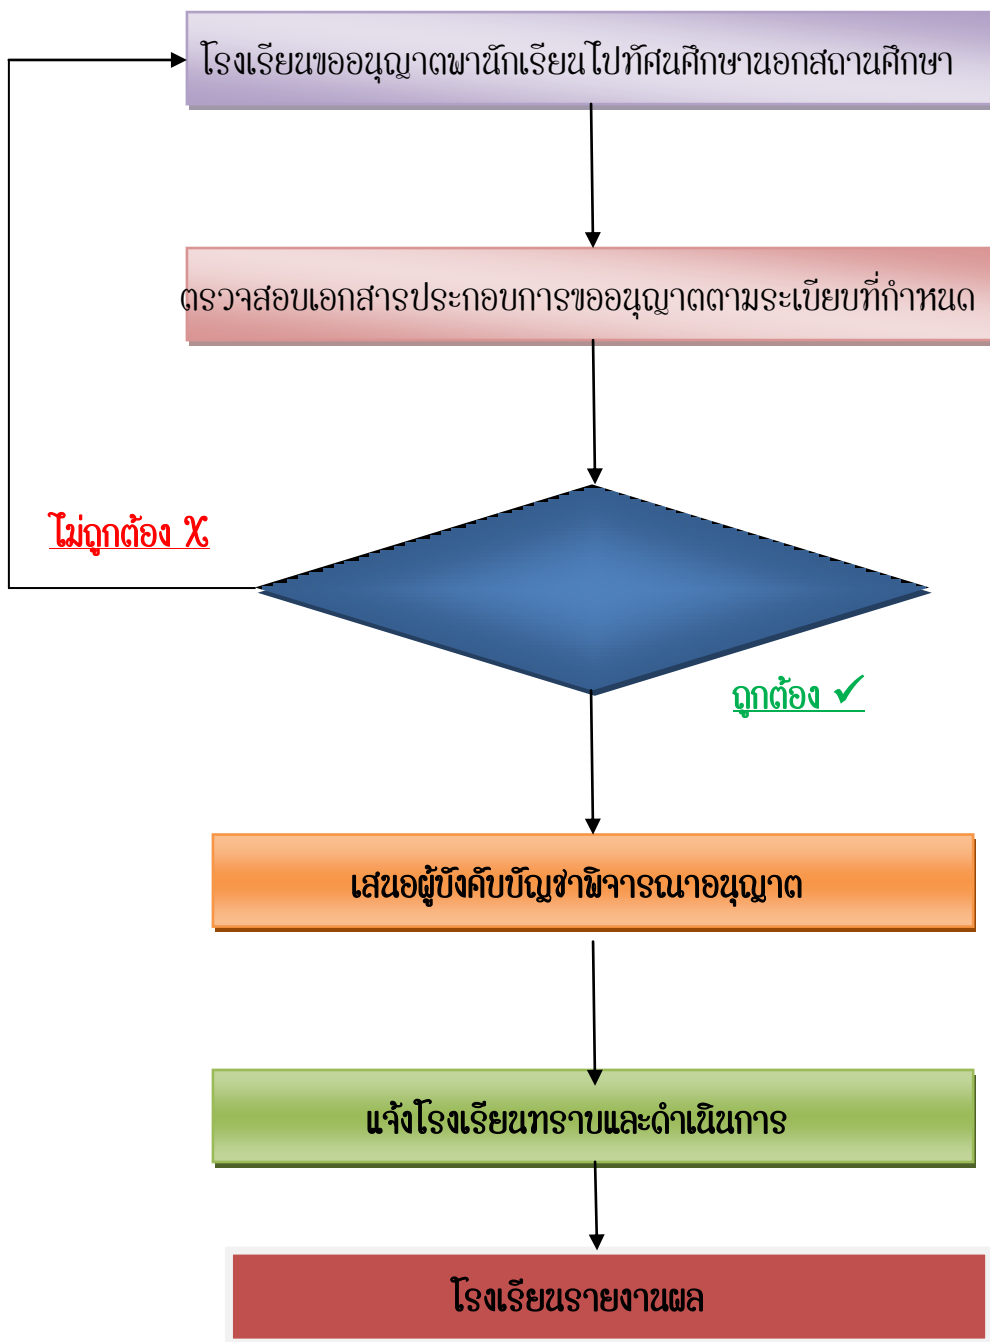 โรงเรียนขออนุญาตพานักเรียนไปทัศนศึกษานอกสถานศึกษา
ตรวจสอบเอกสารประกอบการขออนุญาตตามระเบียบที่กำหนด
ไม่ถูกต้อง ✗
ถูกต้อง ✓
เสนอผู้บังคับบัญชาพิจารณาอนุญาต
แจ้งโรงเรียนทราบและดำเนินการ
โรงเรียนรายงานผล